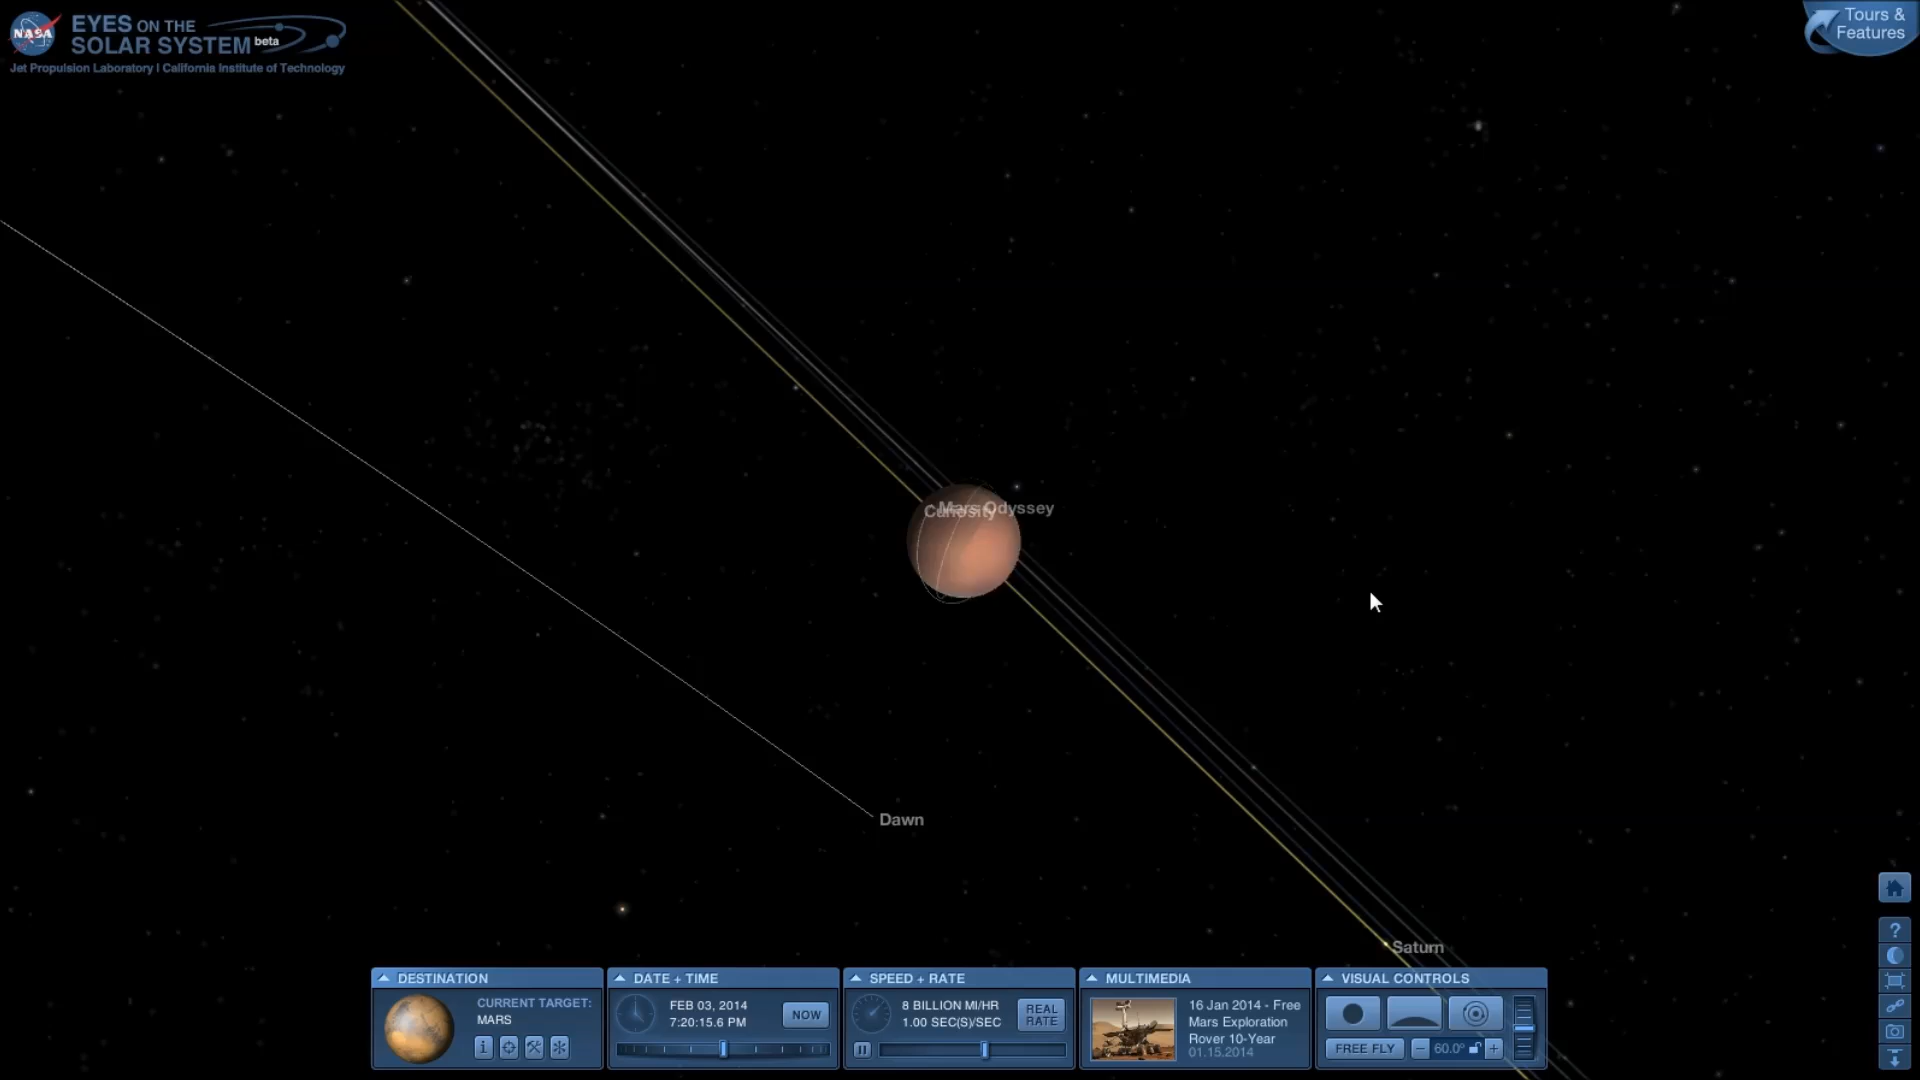 NASA
EYES ON THE
SOLAR SYSTEM beta
Jet Propulsion Laboratory | California Institute of Technology
Tours &
Features
Mars Odyssey
Curiosity
Dawn
Saturn
DESTINATION
CURRENT TARGET:
MARS
DATE + TIME
FEB 03, 2014
7:20:15.6 PM
NOW
SPEED + RATE
8 BILLION MI/HR
1.00 SEC(S)/SEC
REAL
RATE
MULTIMEDIA
16 Jan 2014 - Free
Mars Exploration
Rover 10-Year
01.15.2014
VISUAL CONTROLS
FREE FLY
60.0°
?